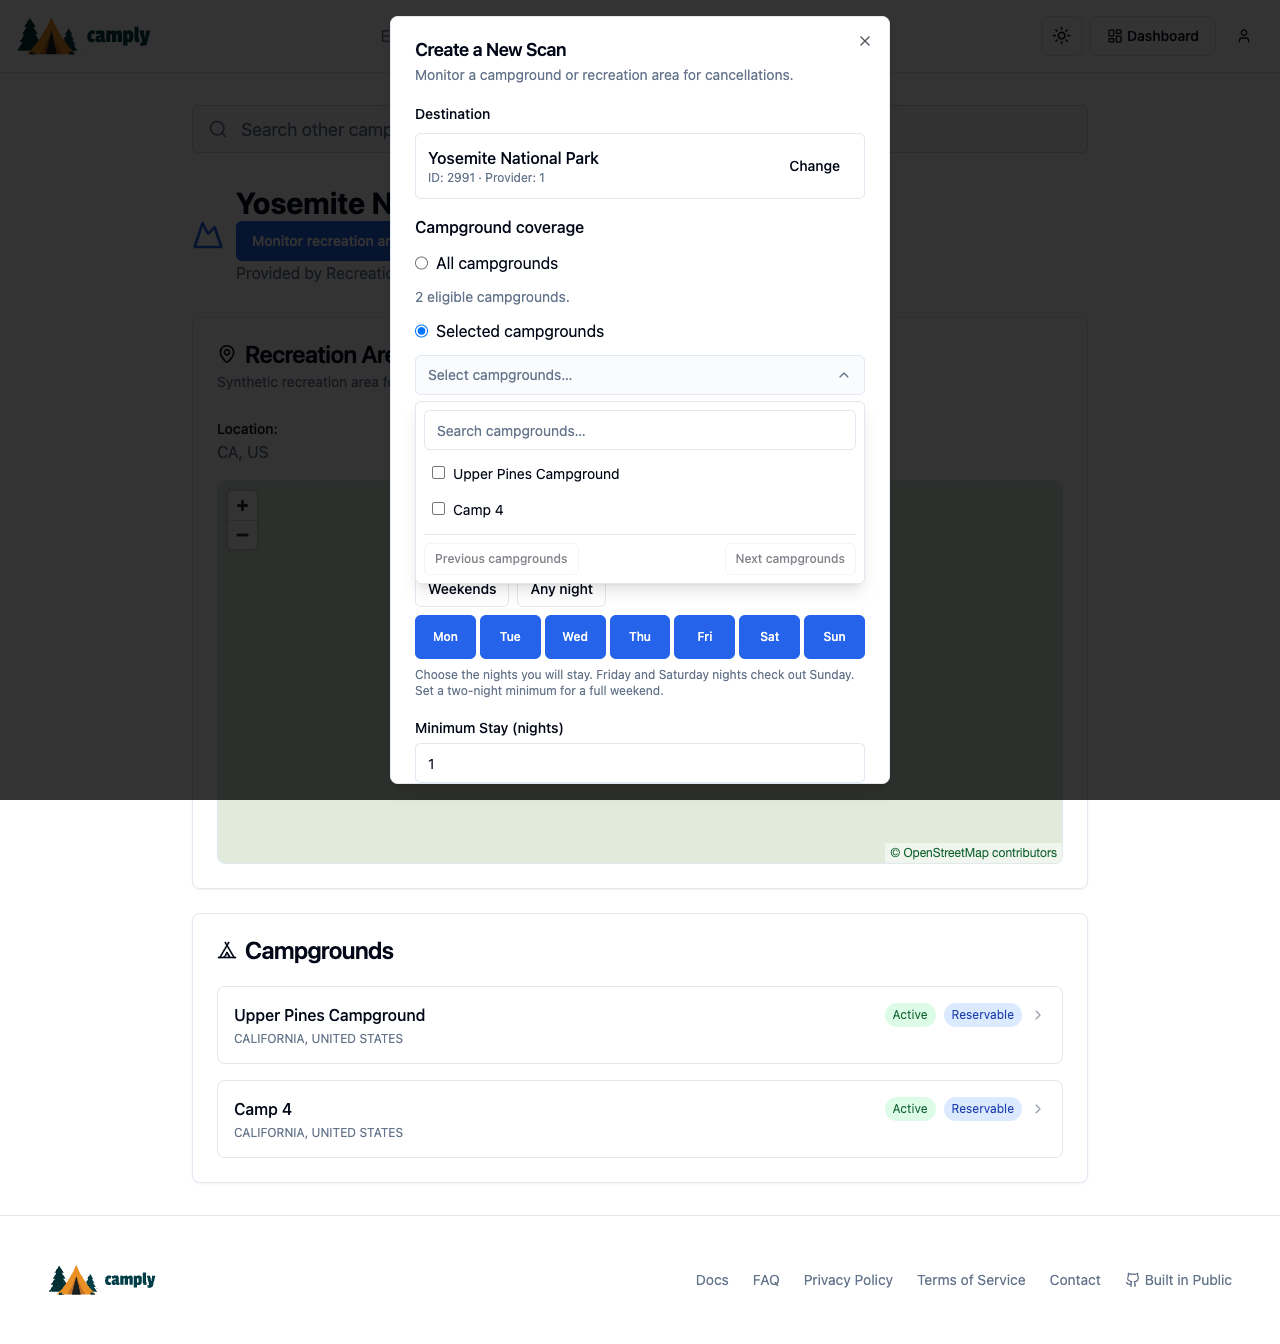 camply
E
Dashboard
Create a New Scan
Monitor a campground or recreation area for cancellations.
Search other camp
Destination
Yosemite National Park
ID: 2991 · Provider: 1
Change
Yosemite N
Monitor recreation ar
Provided by Recreatio
Campground coverage
All campgrounds
2 eligible campgrounds.
Selected campgrounds
Select campgrounds...
Search campgrounds...
Upper Pines Campground
Camp 4
Previous campgrounds
Next campgrounds
Recreation Are
Synthetic recreation area fo
Location:
CA, US
+
−
Weekends
Any night
Mon
Tue
Wed
Thu
Fri
Sat
Sun
Choose the nights you will stay. Friday and Saturday nights check out Sunday.
Set a two-night minimum for a full weekend.
Minimum Stay (nights)
1
© OpenStreetMap contributors
Campgrounds
Upper Pines Campground
CALIFORNIA, UNITED STATES
Active
Reservable
Camp 4
CALIFORNIA, UNITED STATES
Active
Reservable
camply
Docs
FAQ
Privacy Policy
Terms of Service
Contact
Built in Public